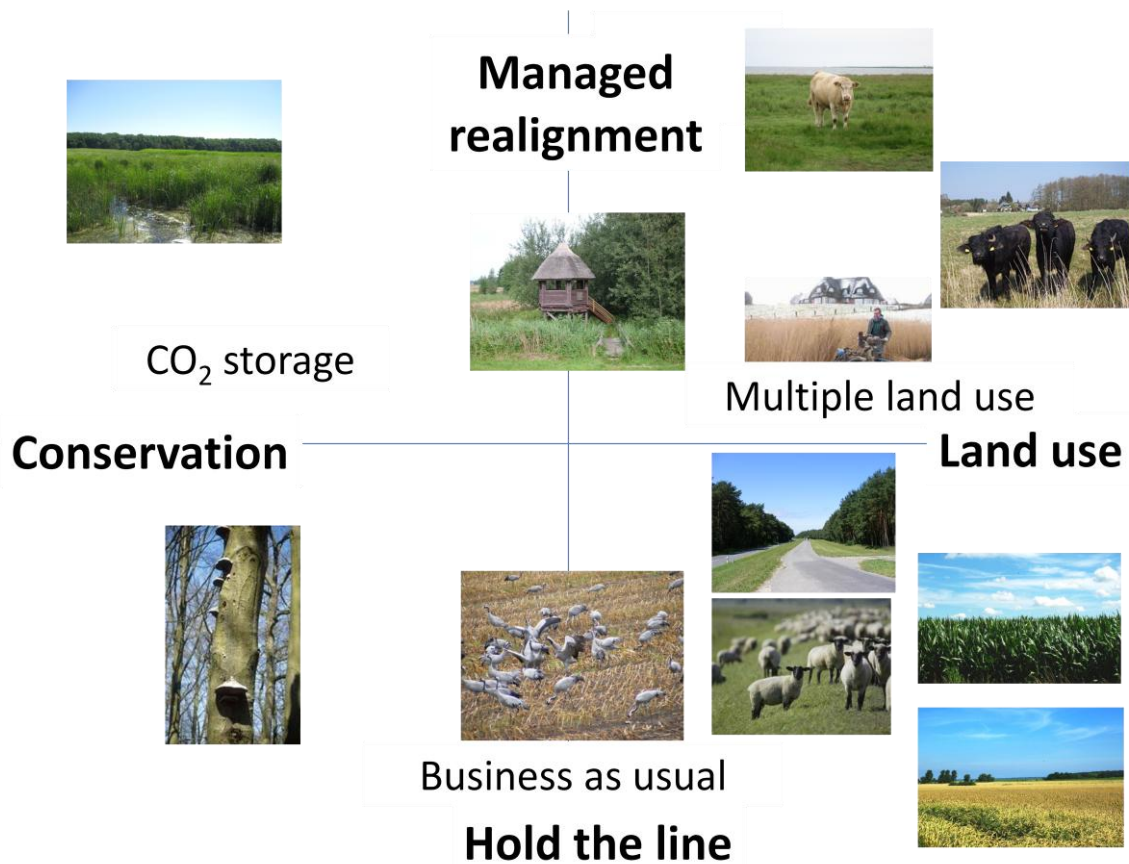 Managed
realignment
CO₂ storage
Multiple land use
Conservation
Land use
Business as usual
Hold the line